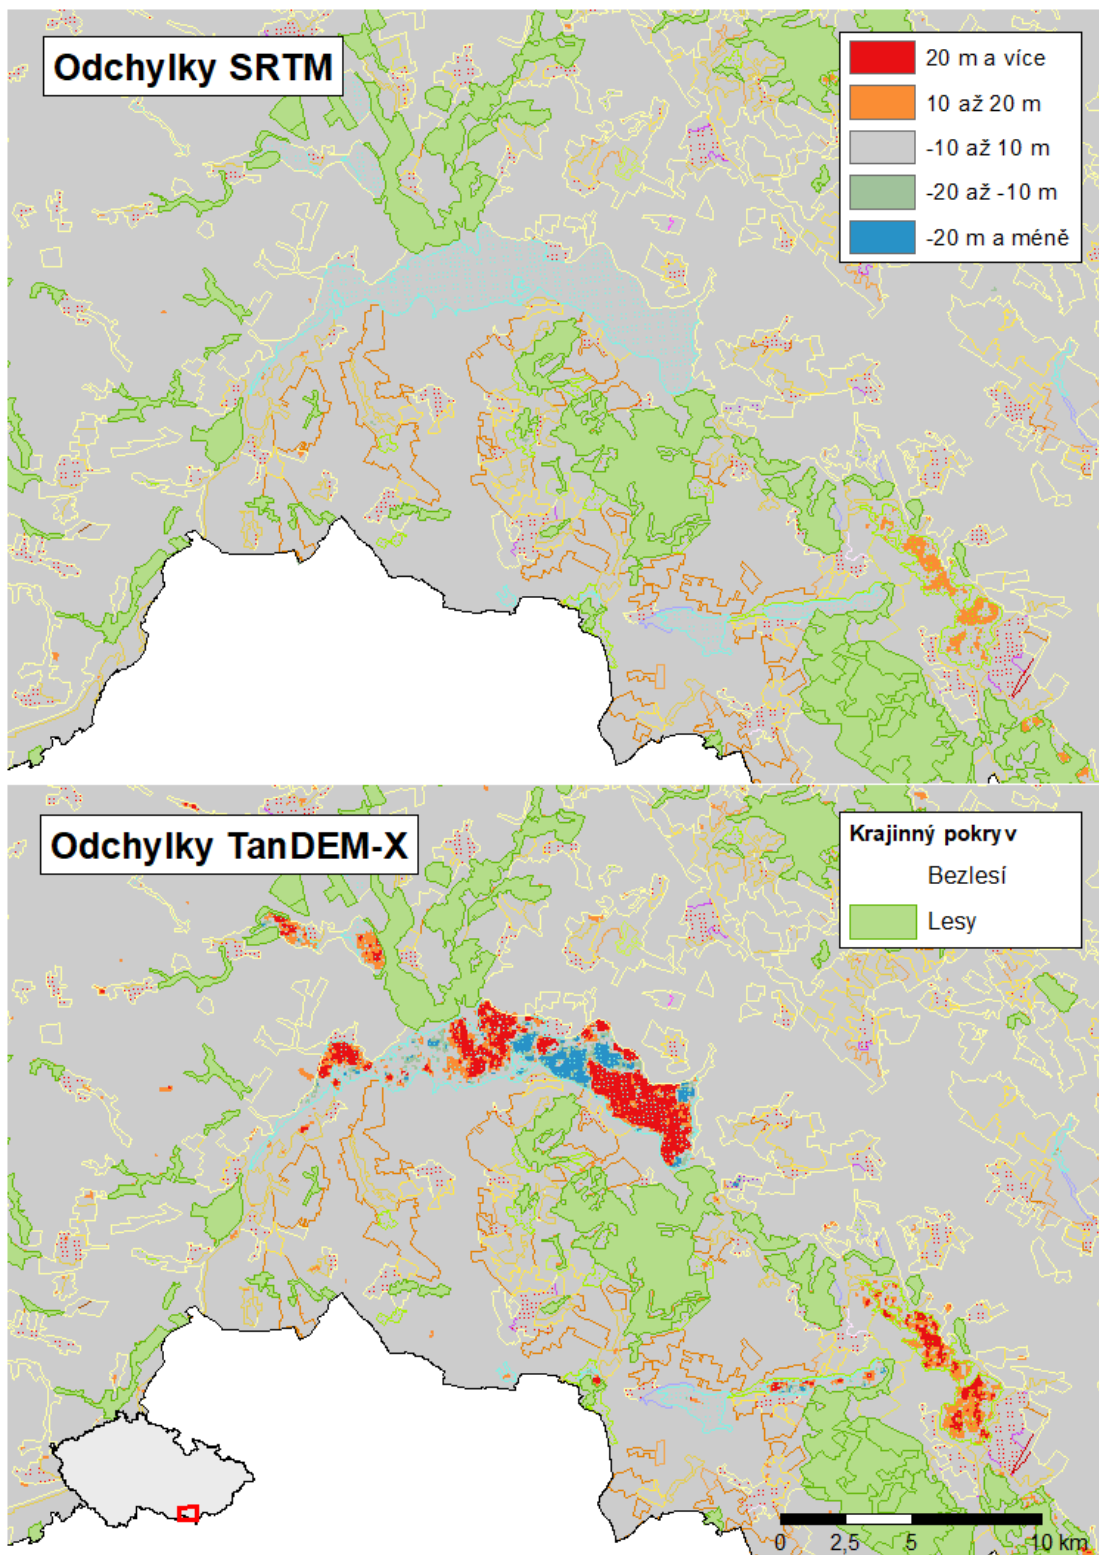 Odchylky SRTM
20 m a více
10 až 20 m
-10 až 10 m
-20 až -10 m
-20 m a méně
Odchylky TanDEM-X
Krajinný pokryv
Bezlesí
Lesy
0 2,5 5 10 km